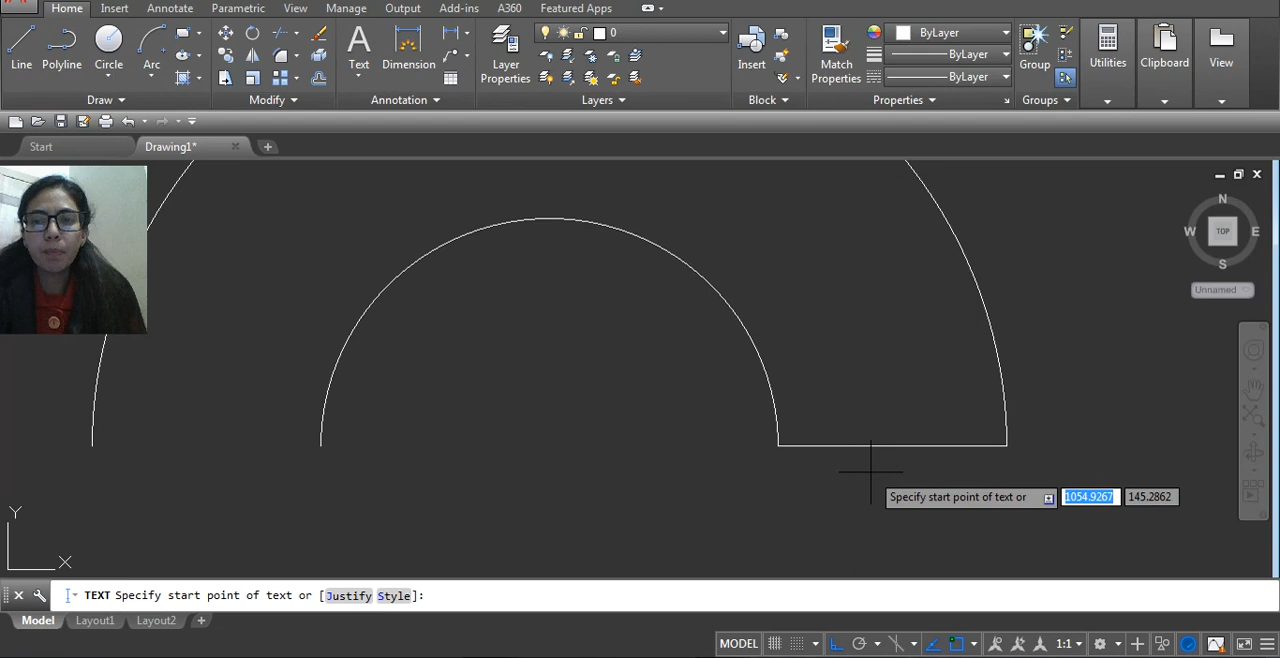 Home Insert Annotate Parametric View Manage Output Add-ins A360 Featured Apps
Line Polyline Circle Arc
Text Dimension
Layer Properties
0
Insert
Match Properties
ByLayer
ByLayer
ByLayer
Group
Utilities Clipboard View
Draw Modify Annotation Layers Block Properties Groups
Start Drawing1*
N
W TOP E
S
Unnamed
Specify start point of text or 1054.9267 145.2862
Y
X
TEXT Specify start point of text or [Justify Style]:
Model Layout1 Layout2 +
MODEL 1:1